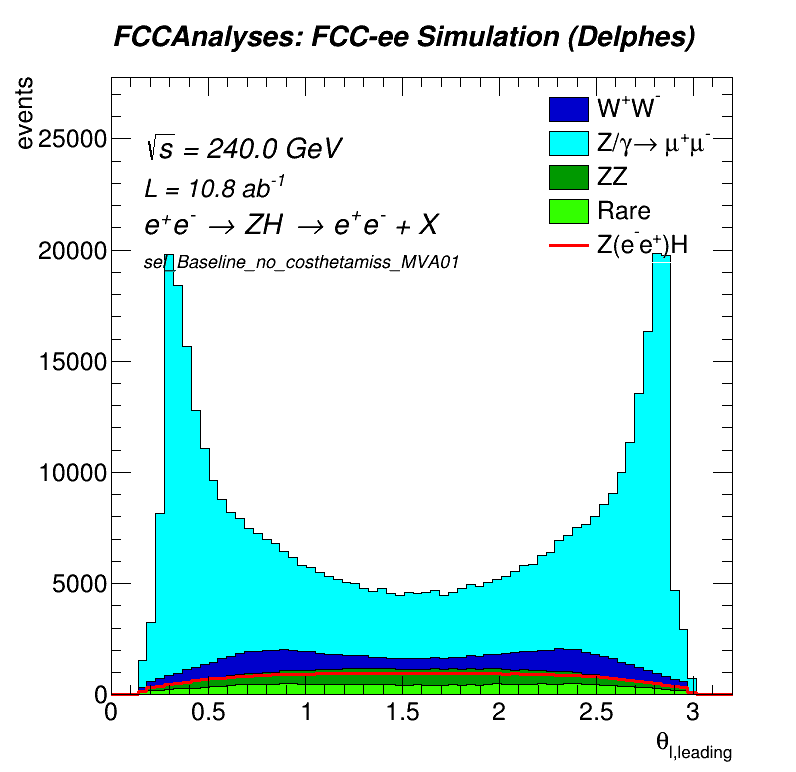 FCCAnalyses: FCC-ee Simulation (Delphes)
events
25000
20000
15000
10000
5000
0
√s = 240.0 GeV
L = 10.8 ab⁻¹
e⁺e⁻ → ZH → e⁺e⁻ + X
sel_Baseline_no_costhetamiss_MVA01
W⁺W⁻
Z/γ→ μ⁺μ⁻
ZZ
Rare
Z(e⁻e⁺)H
0 0.5 1 1.5 2 2.5 3
θl,leading